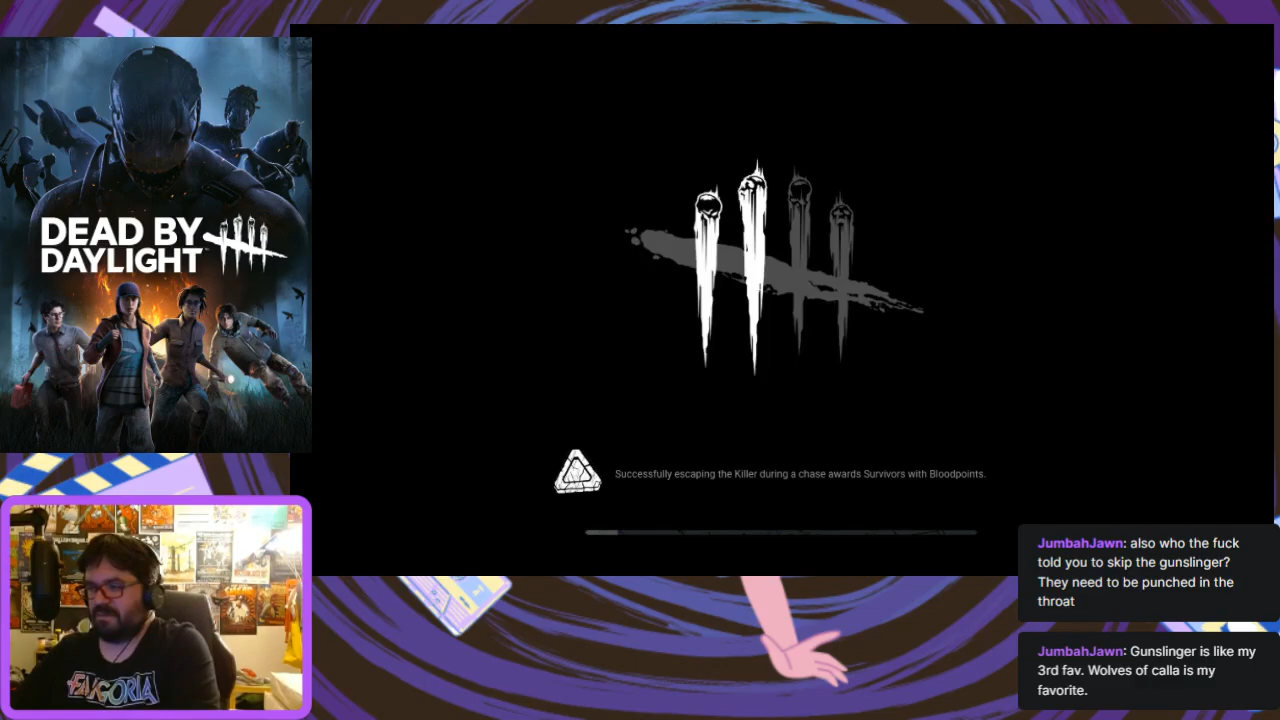 DEAD BY
DAYLIGHT
Successfully escaping the Killer during a chase awards Survivors with Bloodpoints.
FANGORIA
JumbahJawn: also who the fuck
told you to skip the gunslinger?
They need to be punched in the
throat
JumbahJawn: Gunslinger is like my
3rd fav. Wolves of calla is my
favorite.